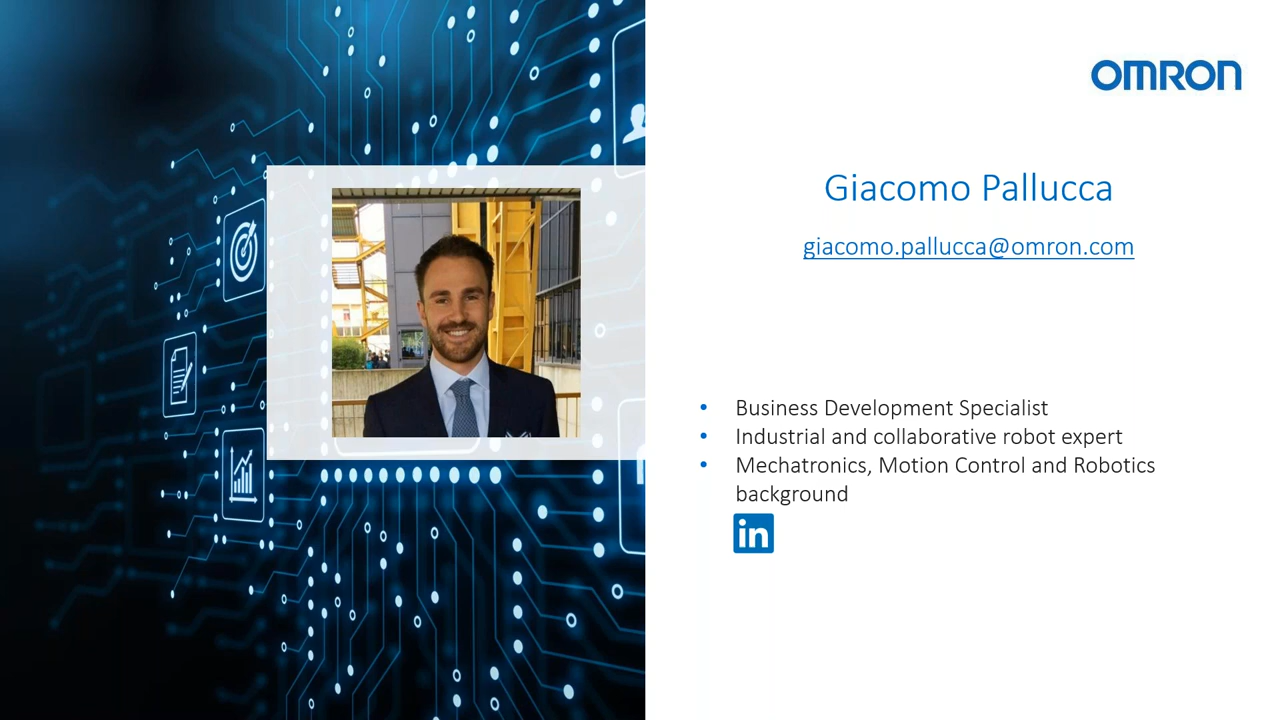 OMRON
Giacomo Pallucca
giacomo.pallucca@omron.com
• Business Development Specialist
• Industrial and collaborative robot expert
• Mechatronics, Motion Control and Robotics
background
in